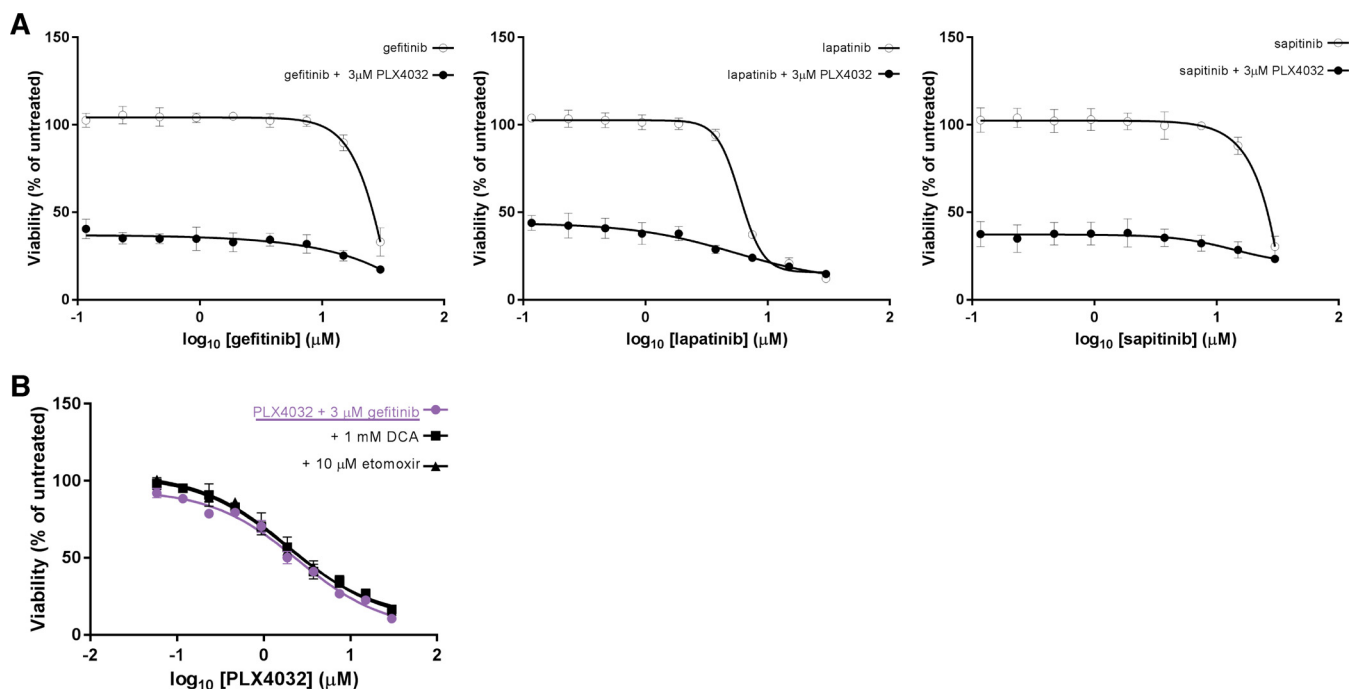 A
150
100
50
0
Viability (% of untreated)
gefitinib
gefitinib + 3μM PLX4032
-1
0
1
2
log10 [gefitinib] (μM)
150
100
50
0
Viability (% of untreated)
lapatinib
lapatinib + 3μM PLX4032
-1
0
1
2
log10 [lapatinib] (μM)
150
100
50
0
Viability (% of untreated)
sapitinib
sapitinib + 3μM PLX4032
-1
0
1
2
log10 [sapitinib] (μM)
B
150
100
50
0
Viability (% of untreated)
PLX4032 + 3 μM gefitinib
+ 1 mM DCA
+ 10 μM etomoxir
-2
-1
0
1
2
log10 [PLX4032] (μM)